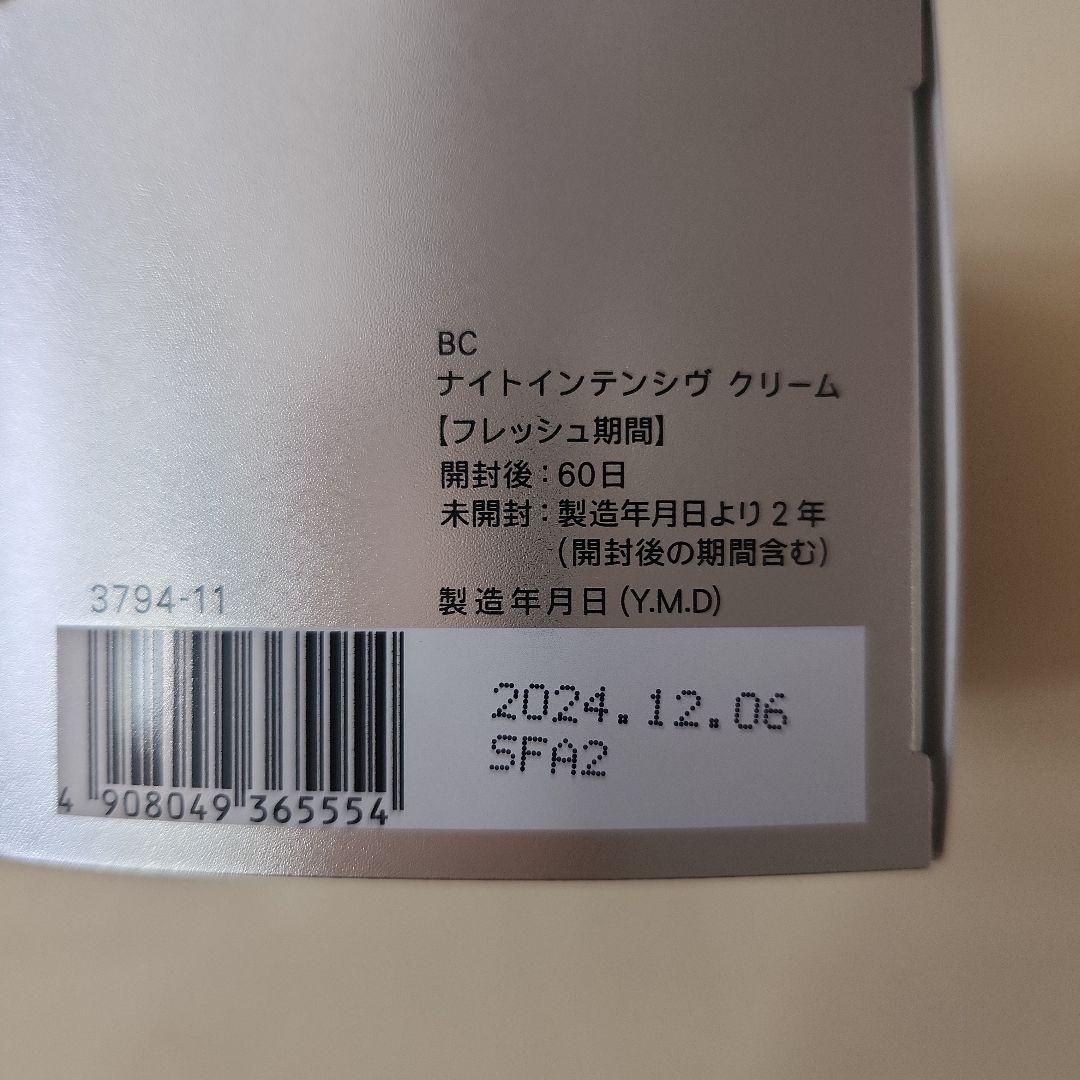 BC
ナイトインテンシヴ クリーム
【フレッシュ期間】
開封後：60日
未開封：製造年月日より2年
（開封後の期間含む）
製造年月日(Y.M.D)
3794-11
2024.12.06
SFA2
4 908049 365554